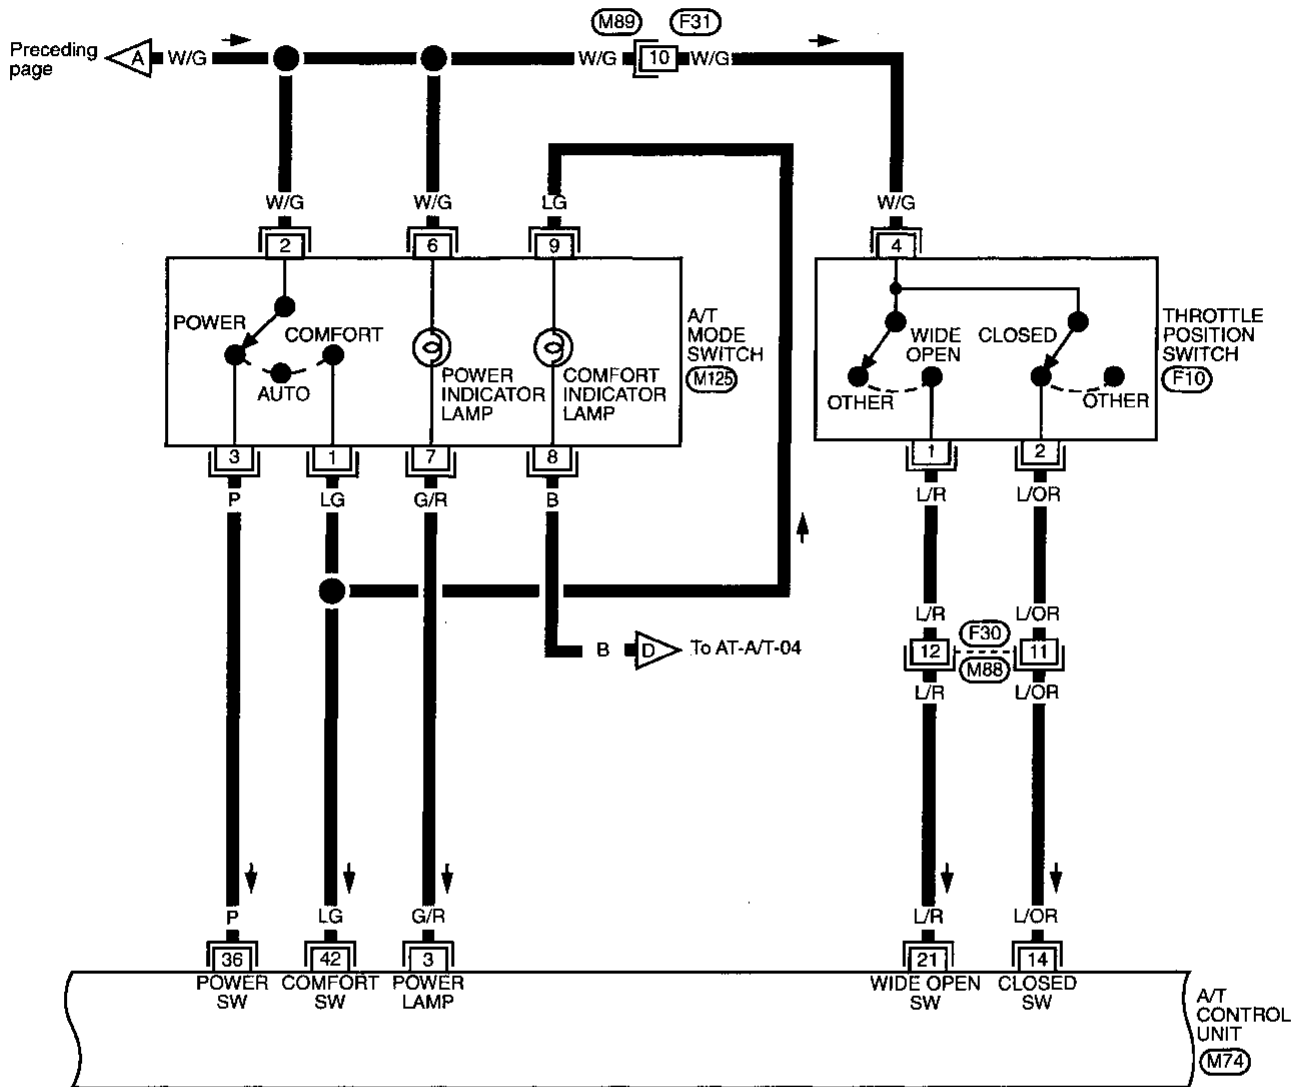 M89 F31
Preceding
page
A W/G W/G 10 W/G
W/G W/G LG W/G
2 6 9 4
POWER
COMFORT
AUTO
POWER
INDICATOR
LAMP
COMFORT
INDICATOR
LAMP
A/T
MODE
SWITCH
M125
WIDE
OPEN
CLOSED
OTHER
OTHER
THROTTLE
POSITION
SWITCH
F10
3 1 7 8 1 2
P LG G/R B L/R L/OR
L/R L/OR
B D To AT-A/T-04
12 F30 11
M88
L/R L/OR
P LG G/R L/R L/OR
36 42 3 21 14
POWER
SW
COMFORT
SW
POWER
LAMP
WIDE OPEN
SW
CLOSED
SW
A/T
CONTROL
UNIT
M74